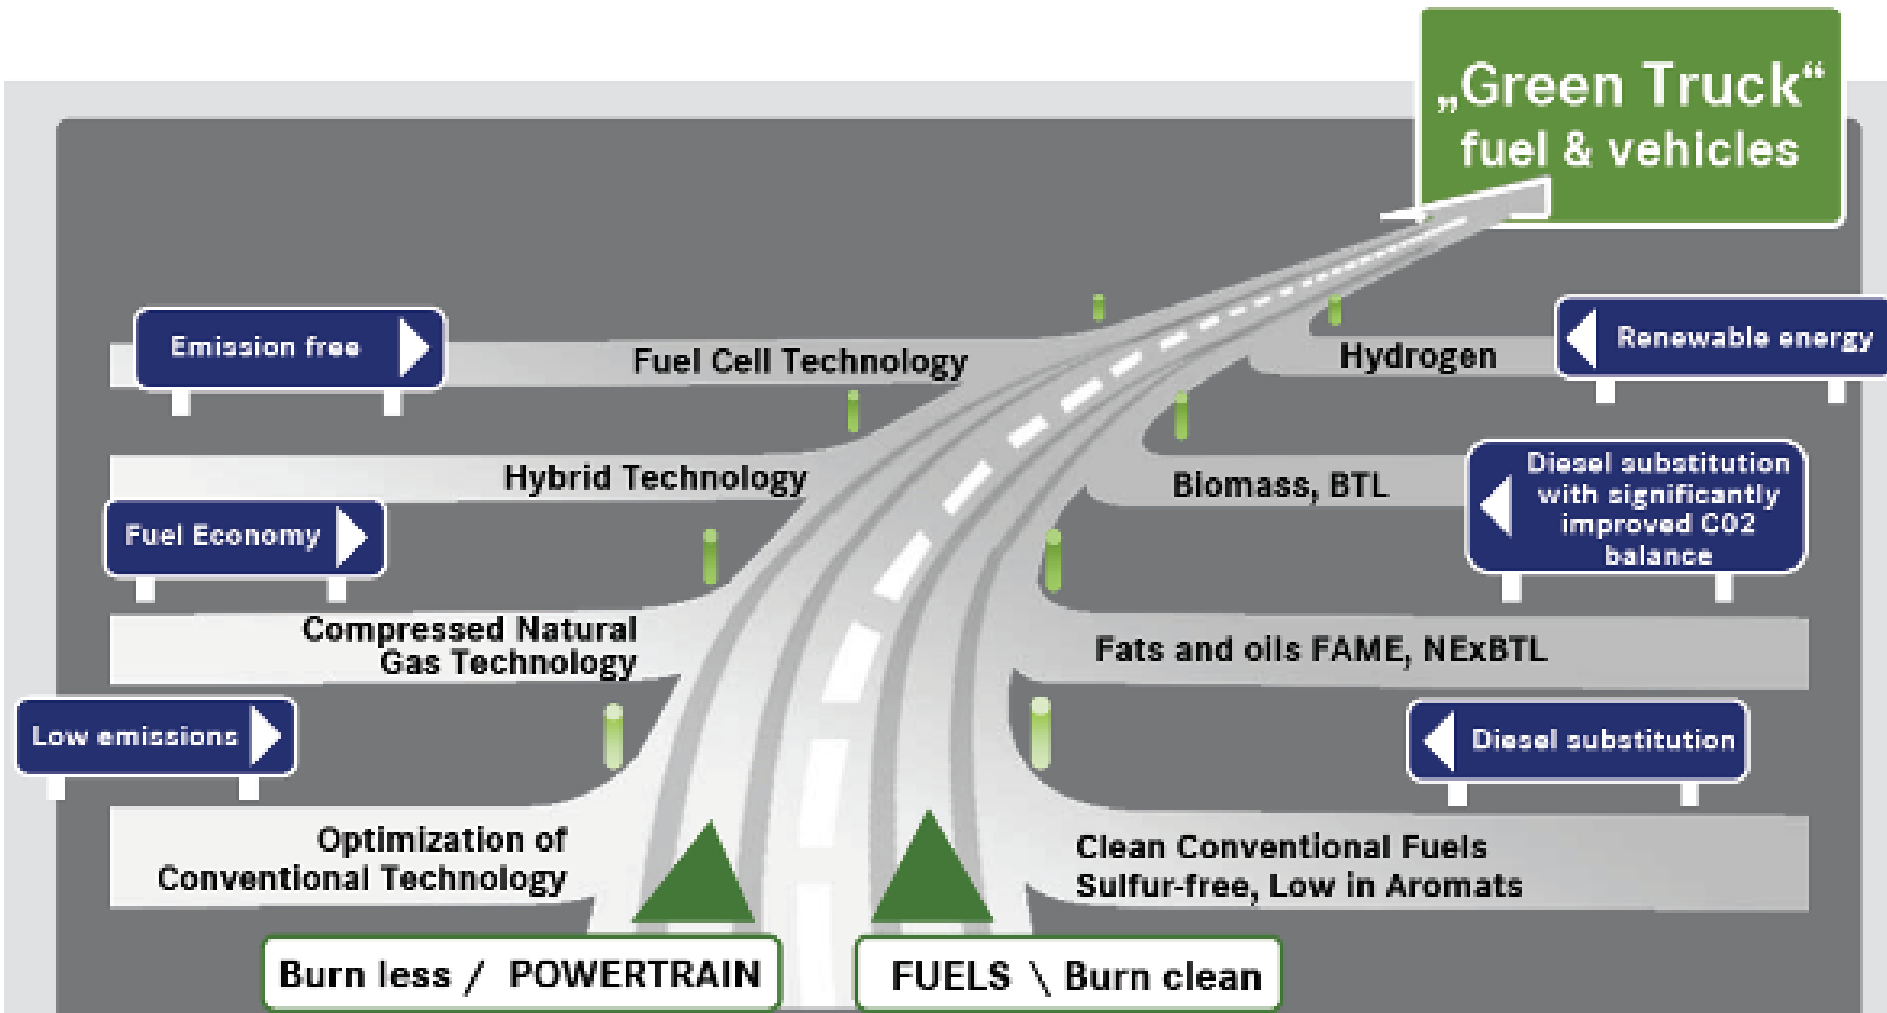 „Green Truck“
fuel & vehicles
Emission free
Fuel Cell Technology
Hydrogen
Renewable energy
Hybrid Technology
Biomass, BTL
Diesel substitution
with significantly
improved CO2
balance
Fuel Economy
Compressed Natural
Gas Technology
Fats and oils FAME, NExBTL
Low emissions
Diesel substitution
Optimization of
Conventional Technology
Clean Conventional Fuels
Sulfur-free, Low in Aromats
Burn less / POWERTRAIN
FUELS \ Burn clean